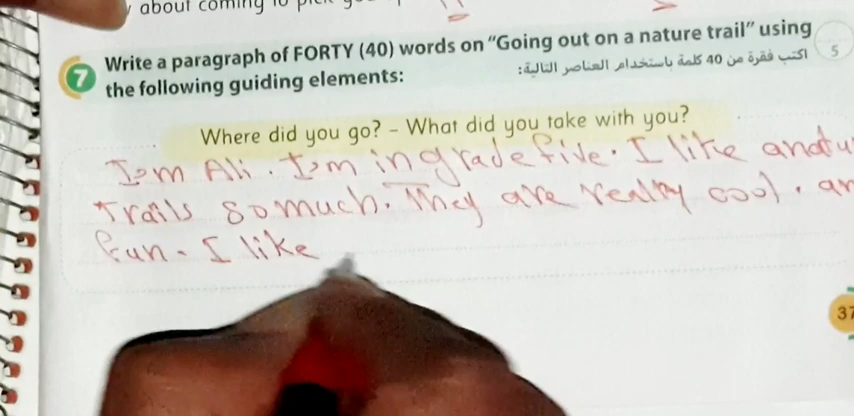 about coming to pick
7 Write a paragraph of FORTY (40) words on "Going out on a nature trail" using
the following guiding elements:
اكتب فقرة من 40 كلمة باستخدام العناصر التالية:
5
Where did you go? - What did you take with you?
I'm Ali. I'm in grade five. I like
trails so much. They are really cool.
fun. I like
37